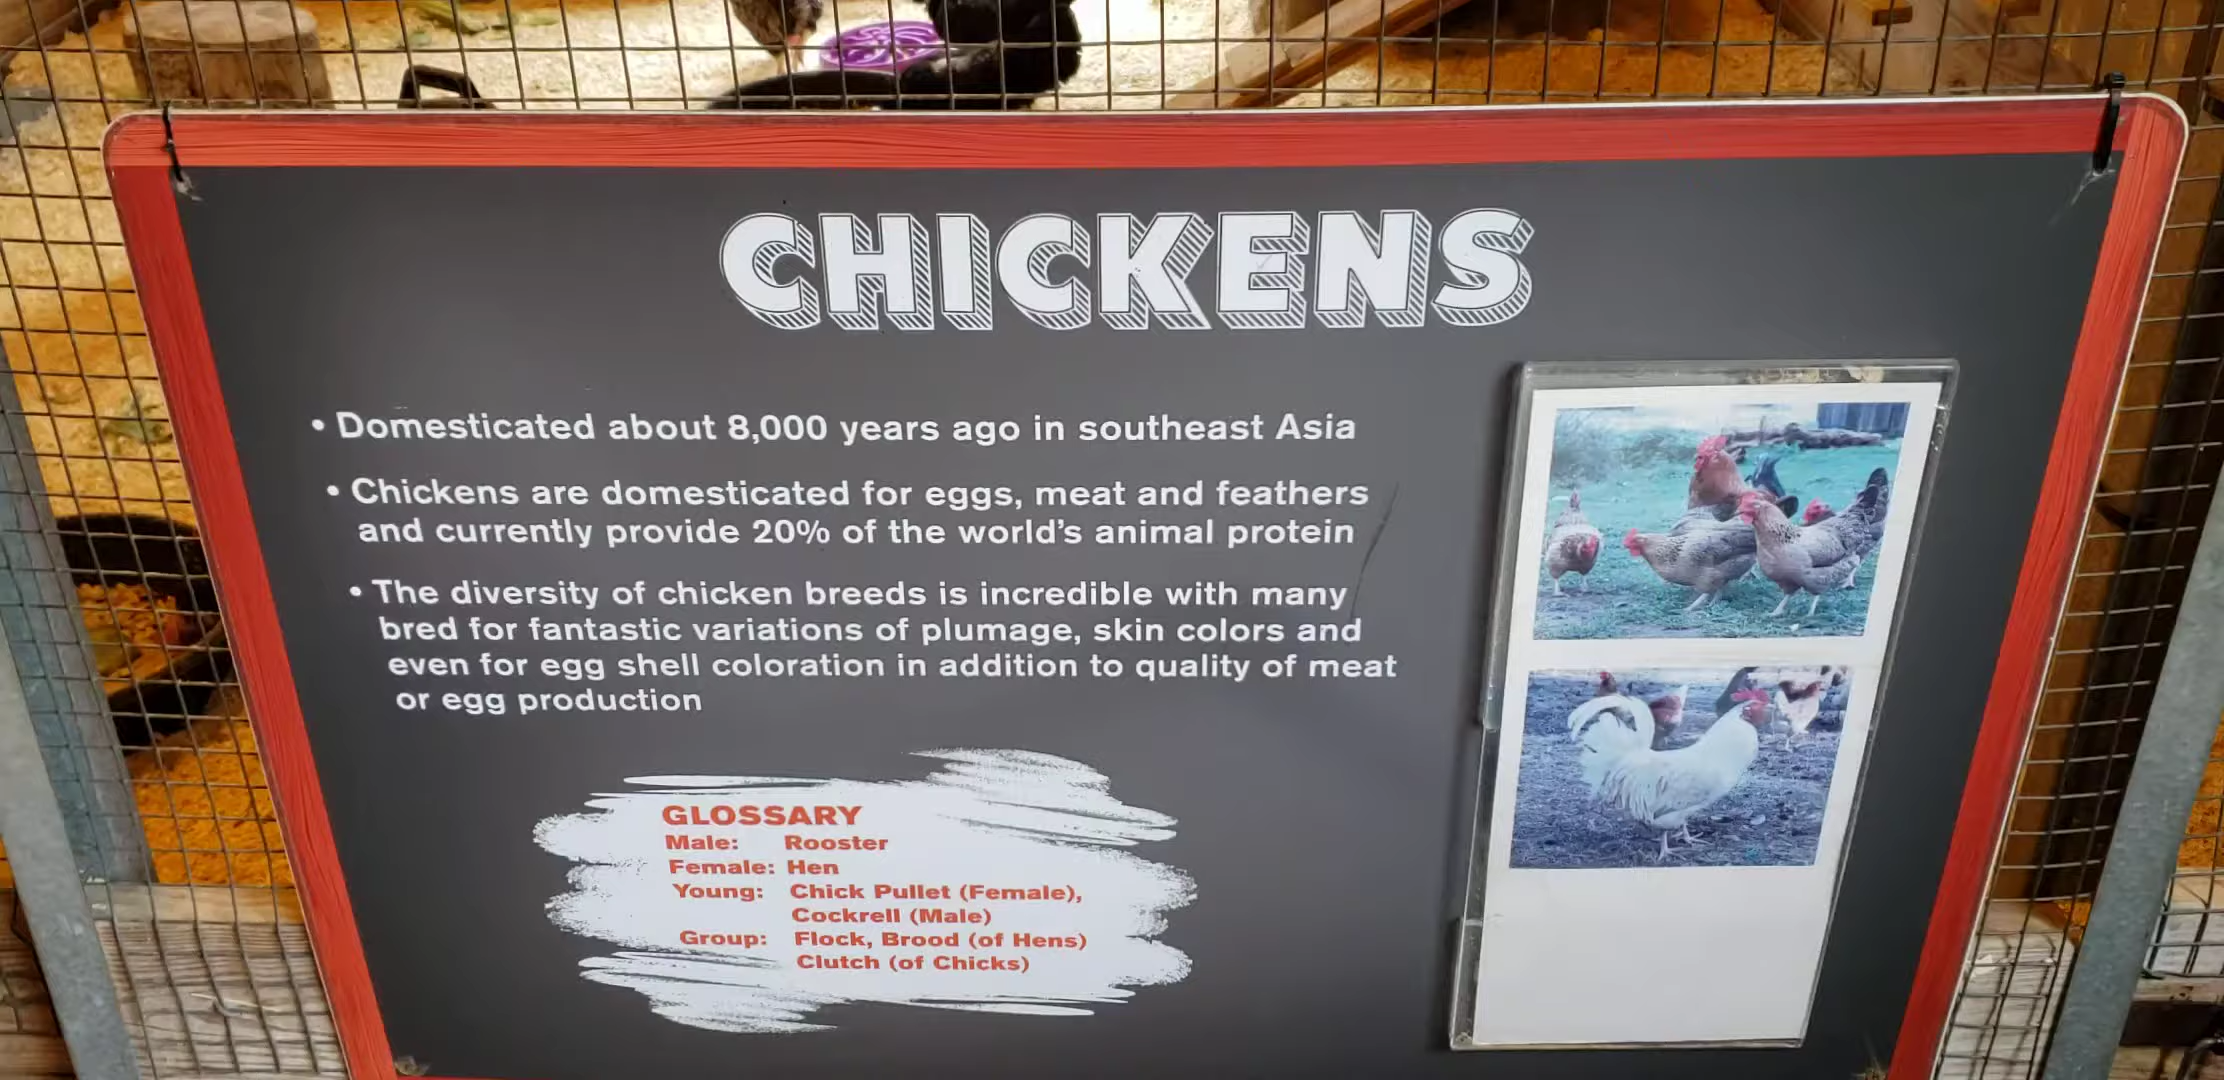 CHICKENS
• Domesticated about 8,000 years ago in southeast Asia
• Chickens are domesticated for eggs, meat and feathers
and currently provide 20% of the world's animal protein
• The diversity of chicken breeds is incredible with many
bred for fantastic variations of plumage, skin colors and
even for egg shell coloration in addition to quality of meat
or egg production
GLOSSARY
Male: Rooster
Female: Hen
Young: Chick Pullet (Female),
Cockrell (Male)
Group: Flock, Brood (of Hens)
Clutch (of Chicks)